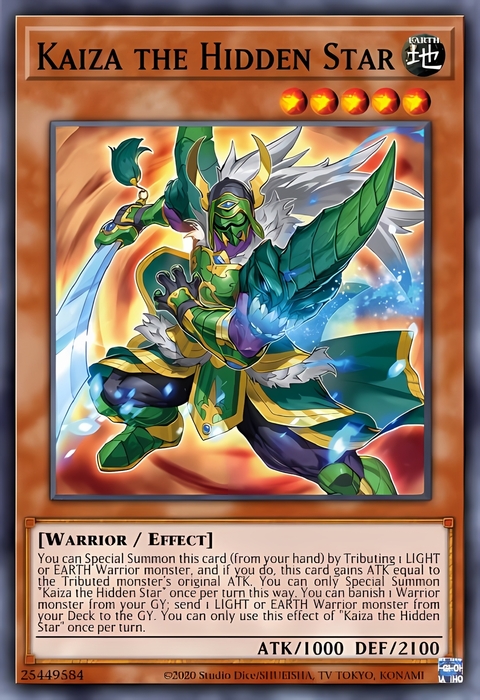 KAIZA THE HIDDEN STAR
EARTH
地
[WARRIOR / EFFECT]
You can Special Summon this card (from your hand) by Tributing 1 LIGHT
or EARTH Warrior monster, and if you do, this card gains ATK equal to
the Tributed monster's original ATK. You can only Special Summon
"Kaiza the Hidden Star" once per turn this way. You can banish 1 Warrior
monster from your GY; send 1 LIGHT or EARTH Warrior monster from
your Deck to the GY. You can only use this effect of "Kaiza the Hidden
Star" once per turn.
ATK/1000 DEF/2100
25449584
©2020 Studio Dice/SHUEISHA, TV TOKYO, KONAMI